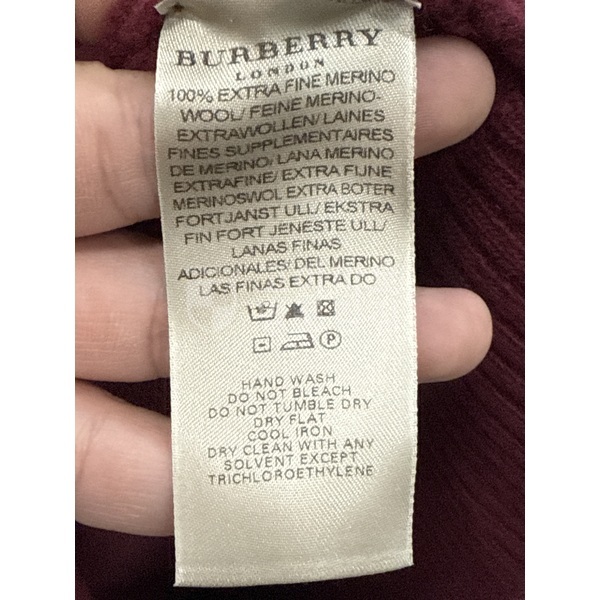 BURBERRY
LONDON
100% EXTRA FINE MERINO
WOOL/ FEINE MERINO-
EXTRAWOLLEN/ LAINES
FINES SUPPLEMENTAIRES
DE MERINO/ LANA MERINO
EXTRAFINE/ EXTRA FIJNE
MERINOSWOL EXTRA BOTER
FORTJANST ULL/ EKSTRA
FIN FORT JENESTE ULL/
LANAS FINAS
ADICIONALES/ DEL MERINO
LAS FINAS EXTRA DO
P
HAND WASH
DO NOT BLEACH
DO NOT TUMBLE DRY
DRY FLAT
COOL IRON
DRY CLEAN WITH ANY
SOLVENT EXCEPT
TRICHLOROETHYLENE